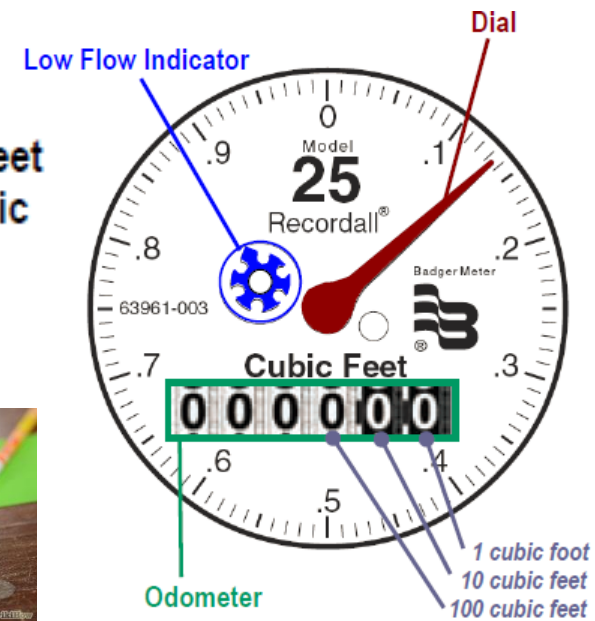 Dial
Low Flow Indicator
eet
ic
0
.9
.1
Model
25
Recordall®
.8
.2
BadgerMeter
63961-003
®
.7
Cubic Feet
.3
0 0 0 0 0 0
.6
.4
.5
1 cubic foot
10 cubic feet
100 cubic feet
Odometer